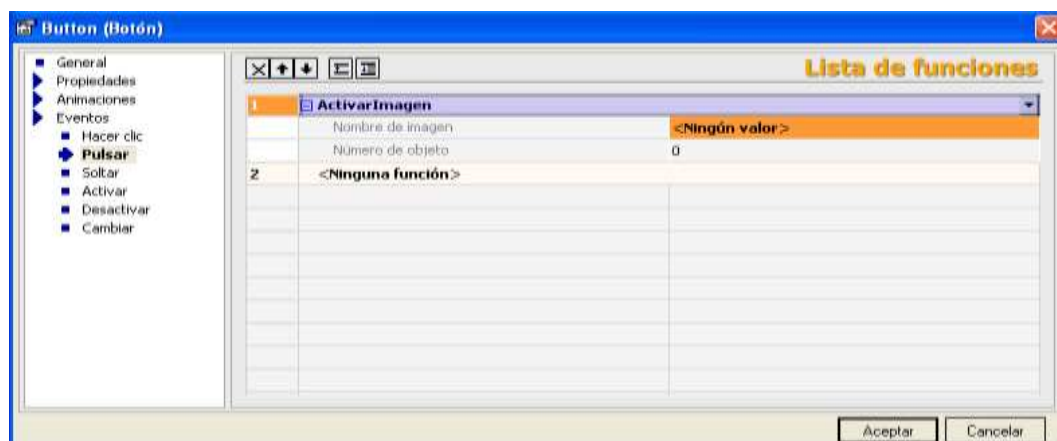 Button (Botón)
General
Propiedades
Animaciones
Eventos
Hacer clic
Pulsar
Soltar
Activar
Desactivar
Cambiar
Lista de funciones
1 ActivarImagen
Nombre de imagen <Ningún valor>
Número de objeto 0
2 <Ninguna función>
Aceptar Cancelar